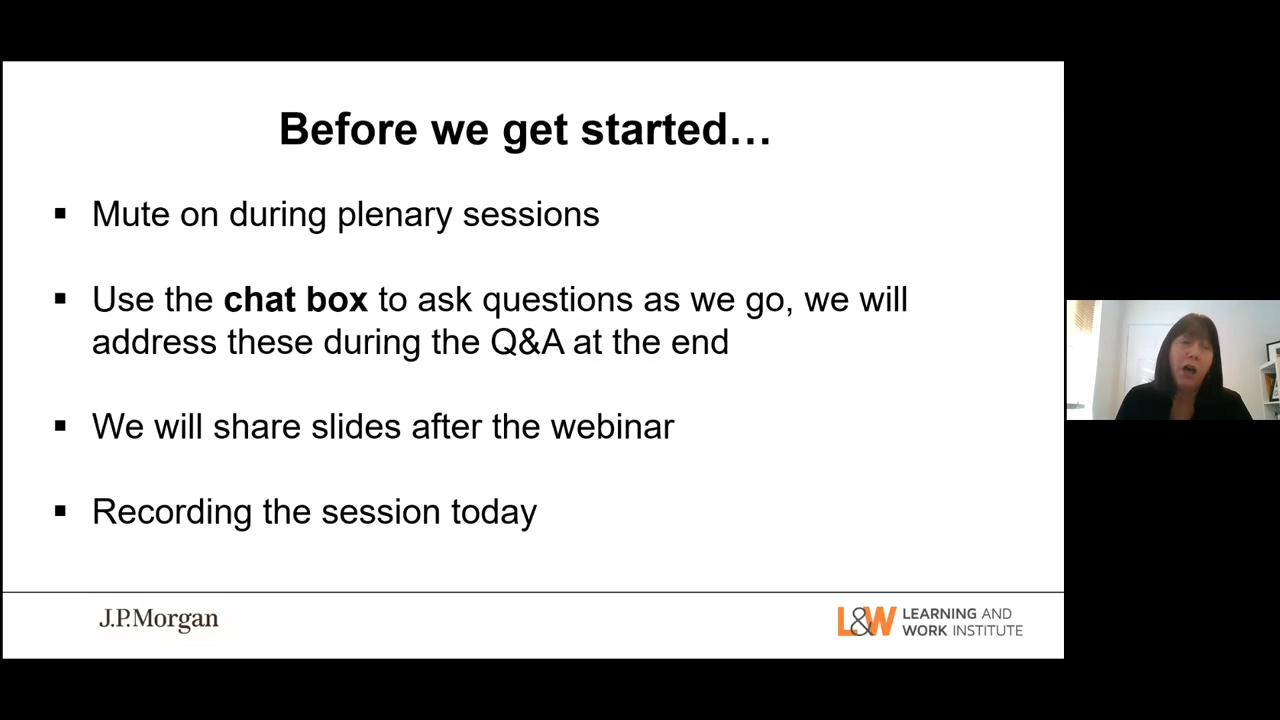 Before we get started…
▪ Mute on during plenary sessions
▪ Use the chat box to ask questions as we go, we will
address these during the Q&A at the end
▪ We will share slides after the webinar
▪ Recording the session today
J.P.Morgan
L&W LEARNING AND
WORK INSTITUTE